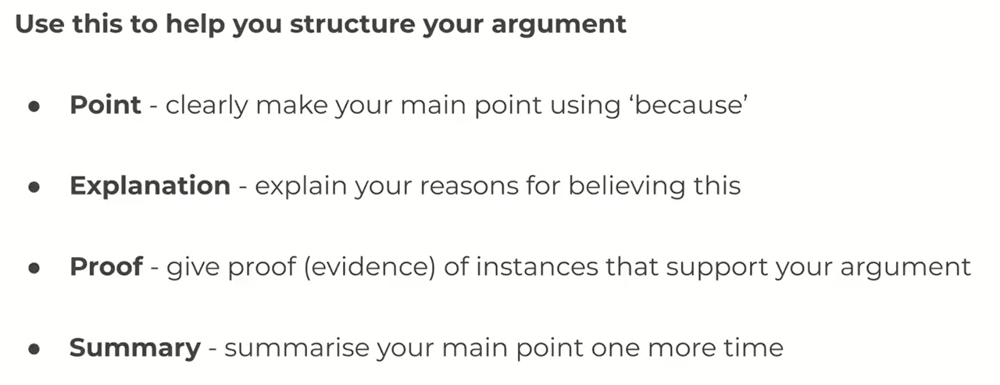 Use this to help you structure your argument
● Point - clearly make your main point using ‘because’
● Explanation - explain your reasons for believing this
● Proof - give proof (evidence) of instances that support your argument
● Summary - summarise your main point one more time